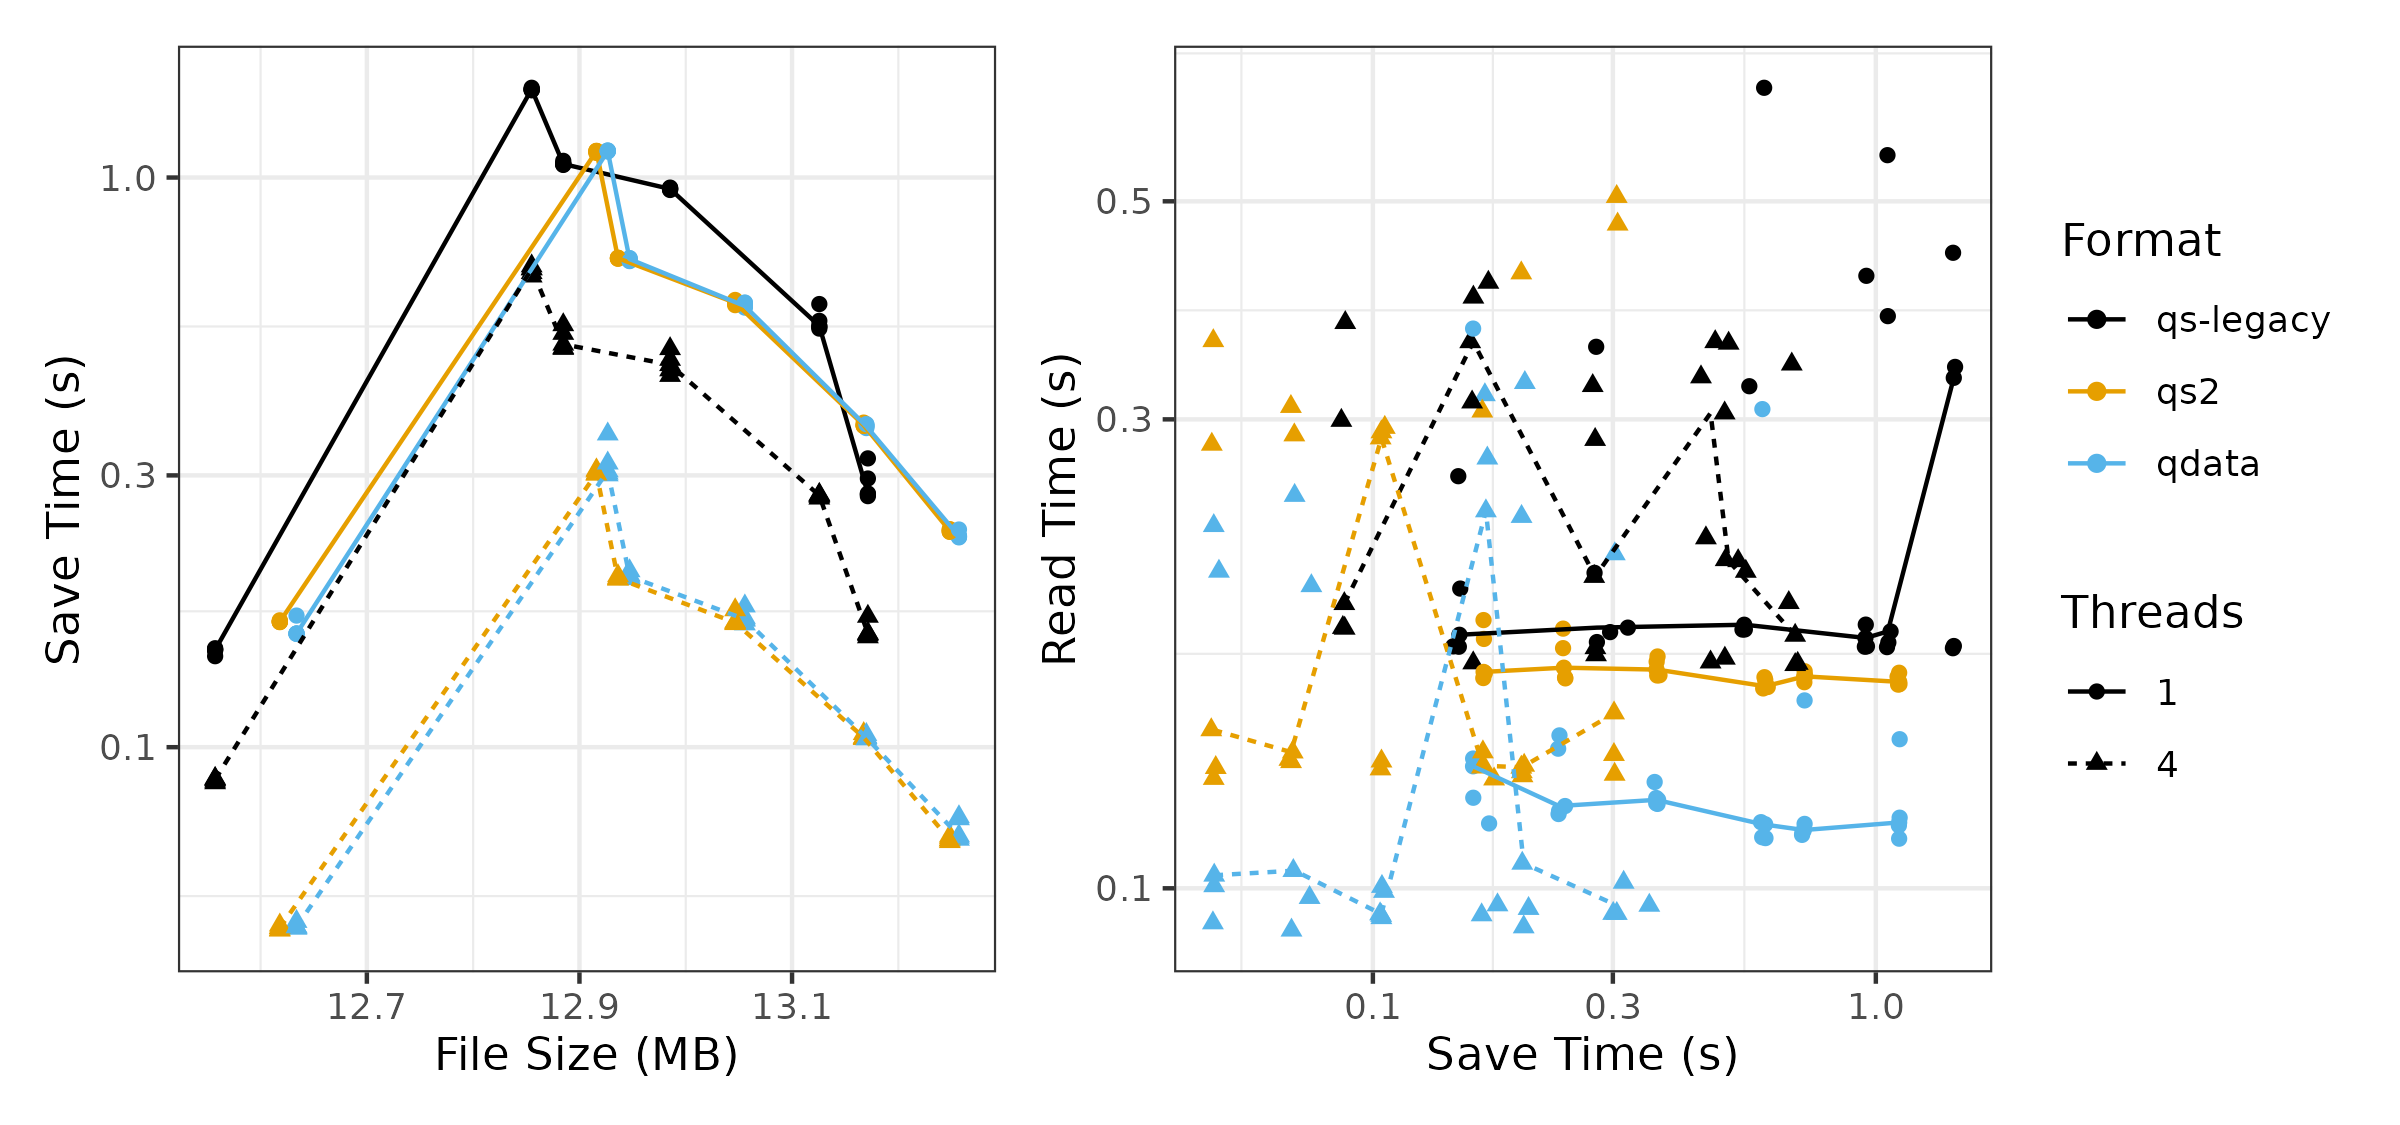 Save Time (s)
1.0
0.3
0.1
12.7 12.9 13.1
File Size (MB)
Read Time (s)
0.5
0.3
0.1
0.1 0.3 1.0
Save Time (s)
Format
qs-legacy
qs2
qdata
Threads
1
4